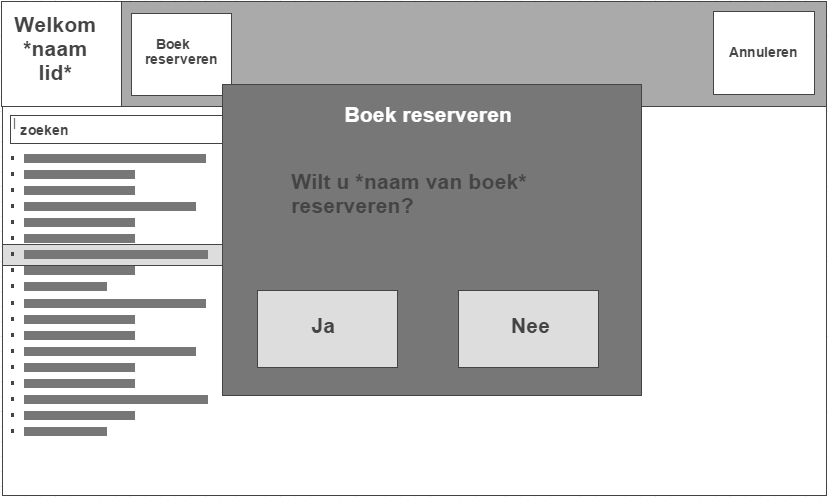 Welkom
*naam
lid*
Boek
reserveren
Annuleren
zoeken
Boek reserveren
Wilt u *naam van boek*
reserveren?
Ja
Nee